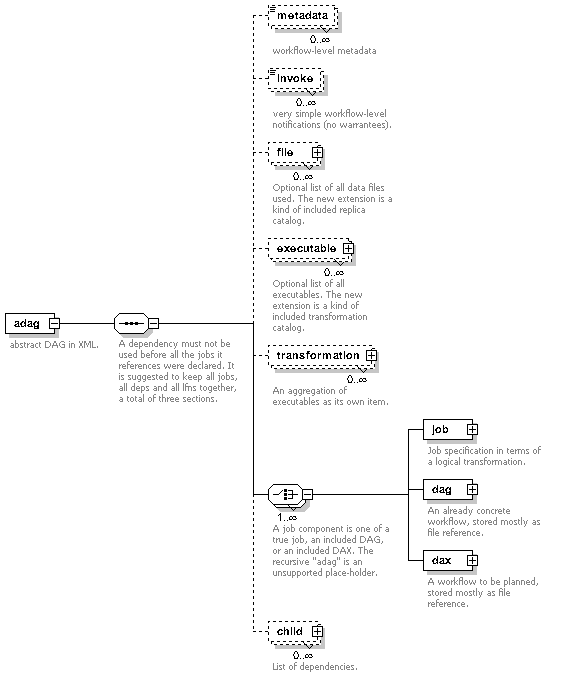 metadata
0..∞
workflow-level metadata
invoke
0..∞
very simple workflow-level
notifications (no warrantees).
file
0..∞
Optional list of all data files
used. The new extension is a
kind of included replica
catalog.
executable
0..∞
Optional list of all
executables. The new
extension is a kind of
included transformation
catalog.
adag
abstract DAG in XML.
A dependency must not be
used before all the jobs it
references were declared. It
is suggested to keep all jobs,
all deps and all lfns together,
a total of three sections.
transformation
0..∞
An aggregation of
executables as its own item.
1..∞
A job component is one of a
true job, an included DAG,
or an included DAX. The
recursive "adag" is an
unsupported place-holder.
job
Job specification in terms of
a logical transformation.
dag
An already concrete
workflow, stored mostly as
file reference.
dax
A workflow to be planned,
stored mostly as file
reference.
child
0..∞
List of dependencies.